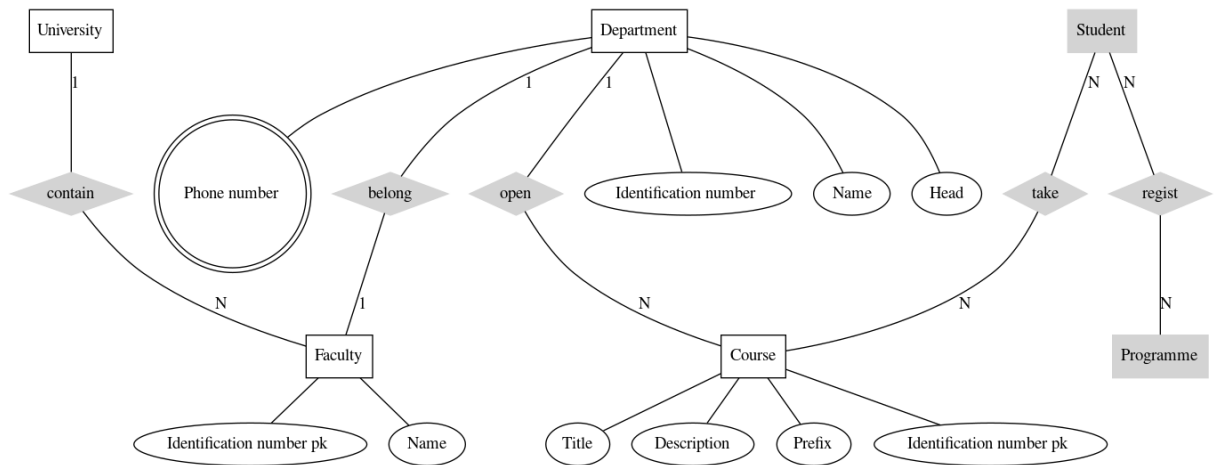 University
Department
Student
1
1
1
N
N
contain
Phone number
belong
open
Identification number
Name
Head
take
regist
N
1
N
N
N
Faculty
Course
Programme
Identification number pk
Name
Title
Description
Prefix
Identification number pk